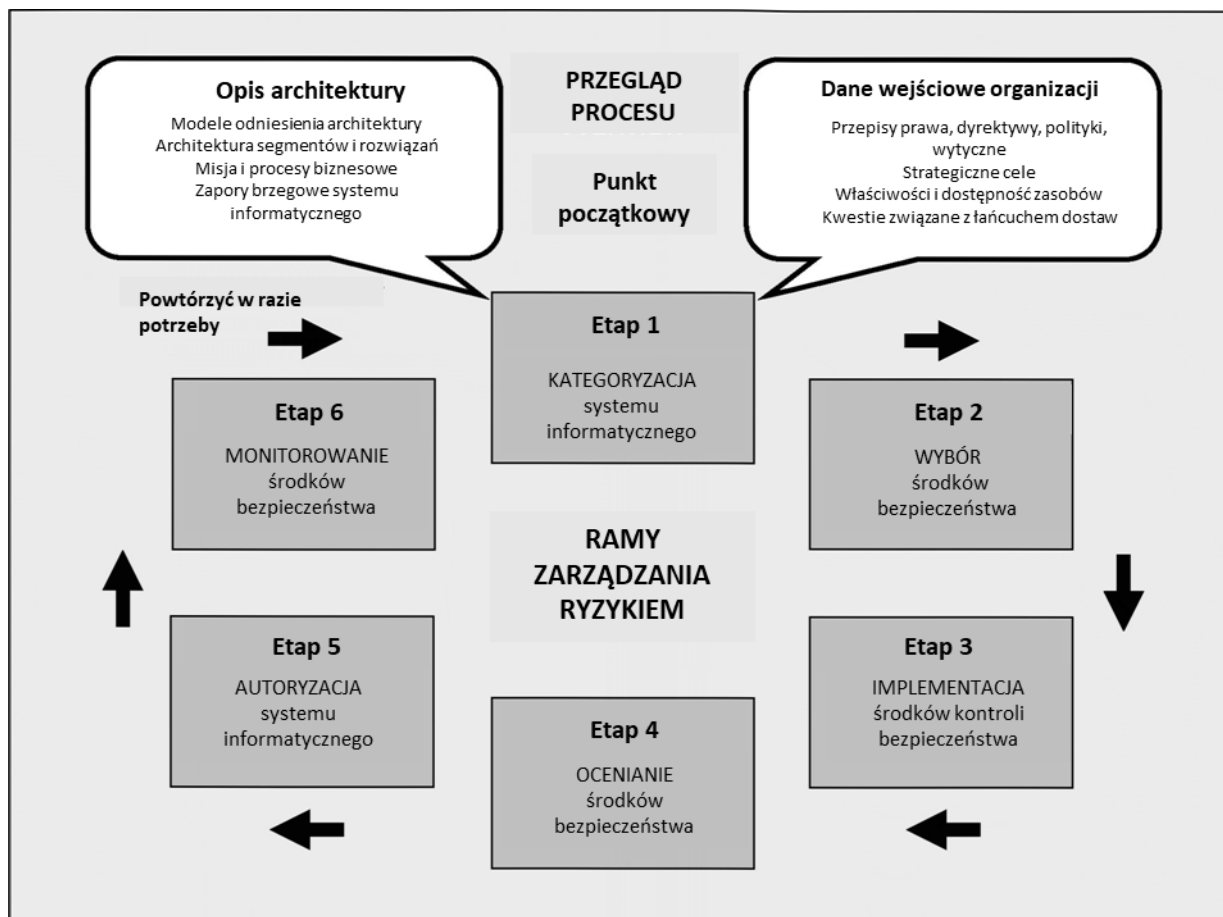 Opis architektury
Modele odniesienia architektury
Architektura segmentów i rozwiązań
Misja i procesy biznesowe
Zapory brzegowe systemu
informatycznego
PRZEGLĄD
PROCESU
Punkt
początkowy
Dane wejściowe organizacji
Przepisy prawa, dyrektywy, polityki,
wytyczne
Strategiczne cele
Właściwości i dostępność zasobów
Kwestie związane z łańcuchem dostaw
Powtórzyć w razie
potrzeby
Etap 1
KATEGORYZACJA
systemu
informatycznego
Etap 2
WYBÓR
środków
bezpieczeństwa
Etap 3
IMPLEMENTACJA
środków kontroli
bezpieczeństwa
Etap 4
OCENIANIE
środków
bezpieczeństwa
Etap 5
AUTORYZACJA
systemu
informatycznego
Etap 6
MONITOROWANIE
środków
bezpieczeństwa
RAMY
ZARZĄDZANIA
RYZYKIEM